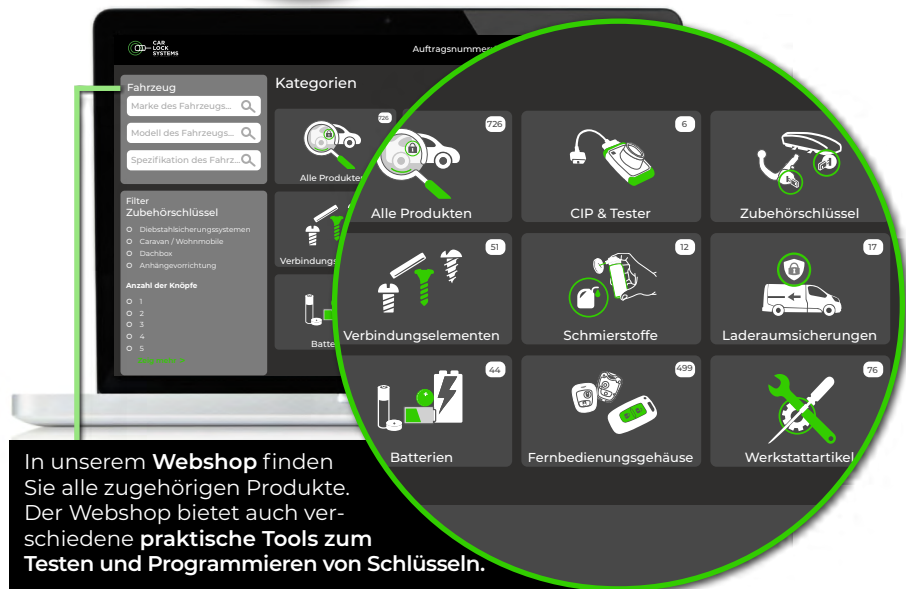 CAR
LOCK
SYSTEMS
Auftragsnummer
Fahrzeug
Marke des Fahrzeugs...
Modell des Fahrzeugs...
Spezifikation des Fahrz...
Filter
Zubehörschlüssel
Diebstahlsicherungssystemen
Caravan / Wohnmobile
Dachbox
Anhängevorrichtung
Anzahl der Knöpfe
1
2
3
4
5
Kategorien
726
Alle Produkten
726
Alle Produkten
6
CIP & Tester
Zubehörschlüssel
51
Verbindungselementen
12
Schmierstoffe
17
Laderaumsicherungen
44
Batterien
499
Fernbedienungsgehäuse
76
Werkstattartikel
In unserem Webshop finden
Sie alle zugehörigen Produkte.
Der Webshop bietet auch ver-
schiedene praktische Tools zum
Testen und Programmieren von Schlüsseln.